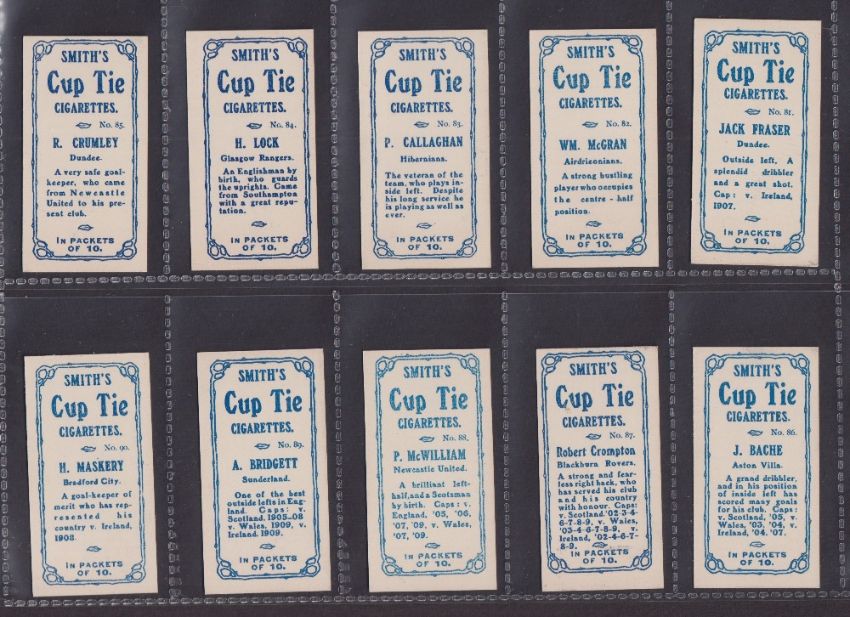 SMITH'S
Cup Tie
CIGARETTES.
No. 85.
R. CRUMLEY
Dundee.
A very safe goal-
keeper, who came
from Newcastle
United to his pre-
sent club.
IN PACKETS
OF 10.
SMITH'S
Cup Tie
CIGARETTES.
No. 84.
H. LOCK
Glasgow Rangers.
An Englishman by
birth, who guards
the uprights. Came
from Southampton
with a great repu-
tation.
IN PACKETS
OF 10.
SMITH'S
Cup Tie
CIGARETTES.
No. 83.
P. CALLAGHAN
Hibernians.
The veteran of the
team, who plays in-
side left. Despite
his long service he
is playing as well as
ever.
IN PACKETS
OF 10.
SMITH'S
Cup Tie
CIGARETTES.
No. 82.
WM. McGRAN
Airdrieonians.
A strong bustling
player who occupies
the centre-half
position.
IN PACKETS
OF 10.
SMITH'S
Cup Tie
CIGARETTES.
No. 81.
JACK FRASER
Dundee.
Outside left. A
splendid dribbler
and a great shot.
Cap: v. Ireland,
1907.
IN PACKETS
OF 10.
SMITH'S
Cup Tie
CIGARETTES.
No. 90.
H. MASKERY
Bradford City.
A goal-keeper of
merit who has rep-
resented his
country v. Ireland,
1908.
IN PACKETS
OF 10.
SMITH'S
Cup Tie
CIGARETTES.
No. 89.
A. BRIDGETT
Sunderland.
One of the best
outside lefts in Eng-
land. Caps: v.
Scotland, 1905-08
v. Wales, 1909, v.
Ireland, 1909.
IN PACKETS
OF 10.
SMITH'S
Cup Tie
CIGARETTES.
No. 88.
P. McWILLIAM
Newcastle United.
A brilliant left-
half, and a Scotsman
by birth. Caps: v.
England, '05, '06,
'07, '09. v. Wales,
'07, '09.
IN PACKETS
OF 10.
SMITH'S
Cup Tie
CIGARETTES.
No. 87.
Robert Crompton
Blackburn Rovers.
A strong and fear-
less right back, who
has served his club
and his country
with honour. Caps:
v. Scotland '02-3-4-
6-7-8-9. v. Wales,
'03-4-6-7-8-9. v.
Ireland, '02-4-6-7-
8-9.
IN PACKETS
OF 10.
SMITH'S
Cup Tie
CIGARETTES.
No. 86.
J. BACHE
Aston Villa.
A grand dribbler,
and in his position
of inside left has
scored many goals
for his club. Caps:
v. Scotland, '05, v.
Wales, '03, '04, v.
Ireland, '04, '07.
IN PACKETS
OF 10.